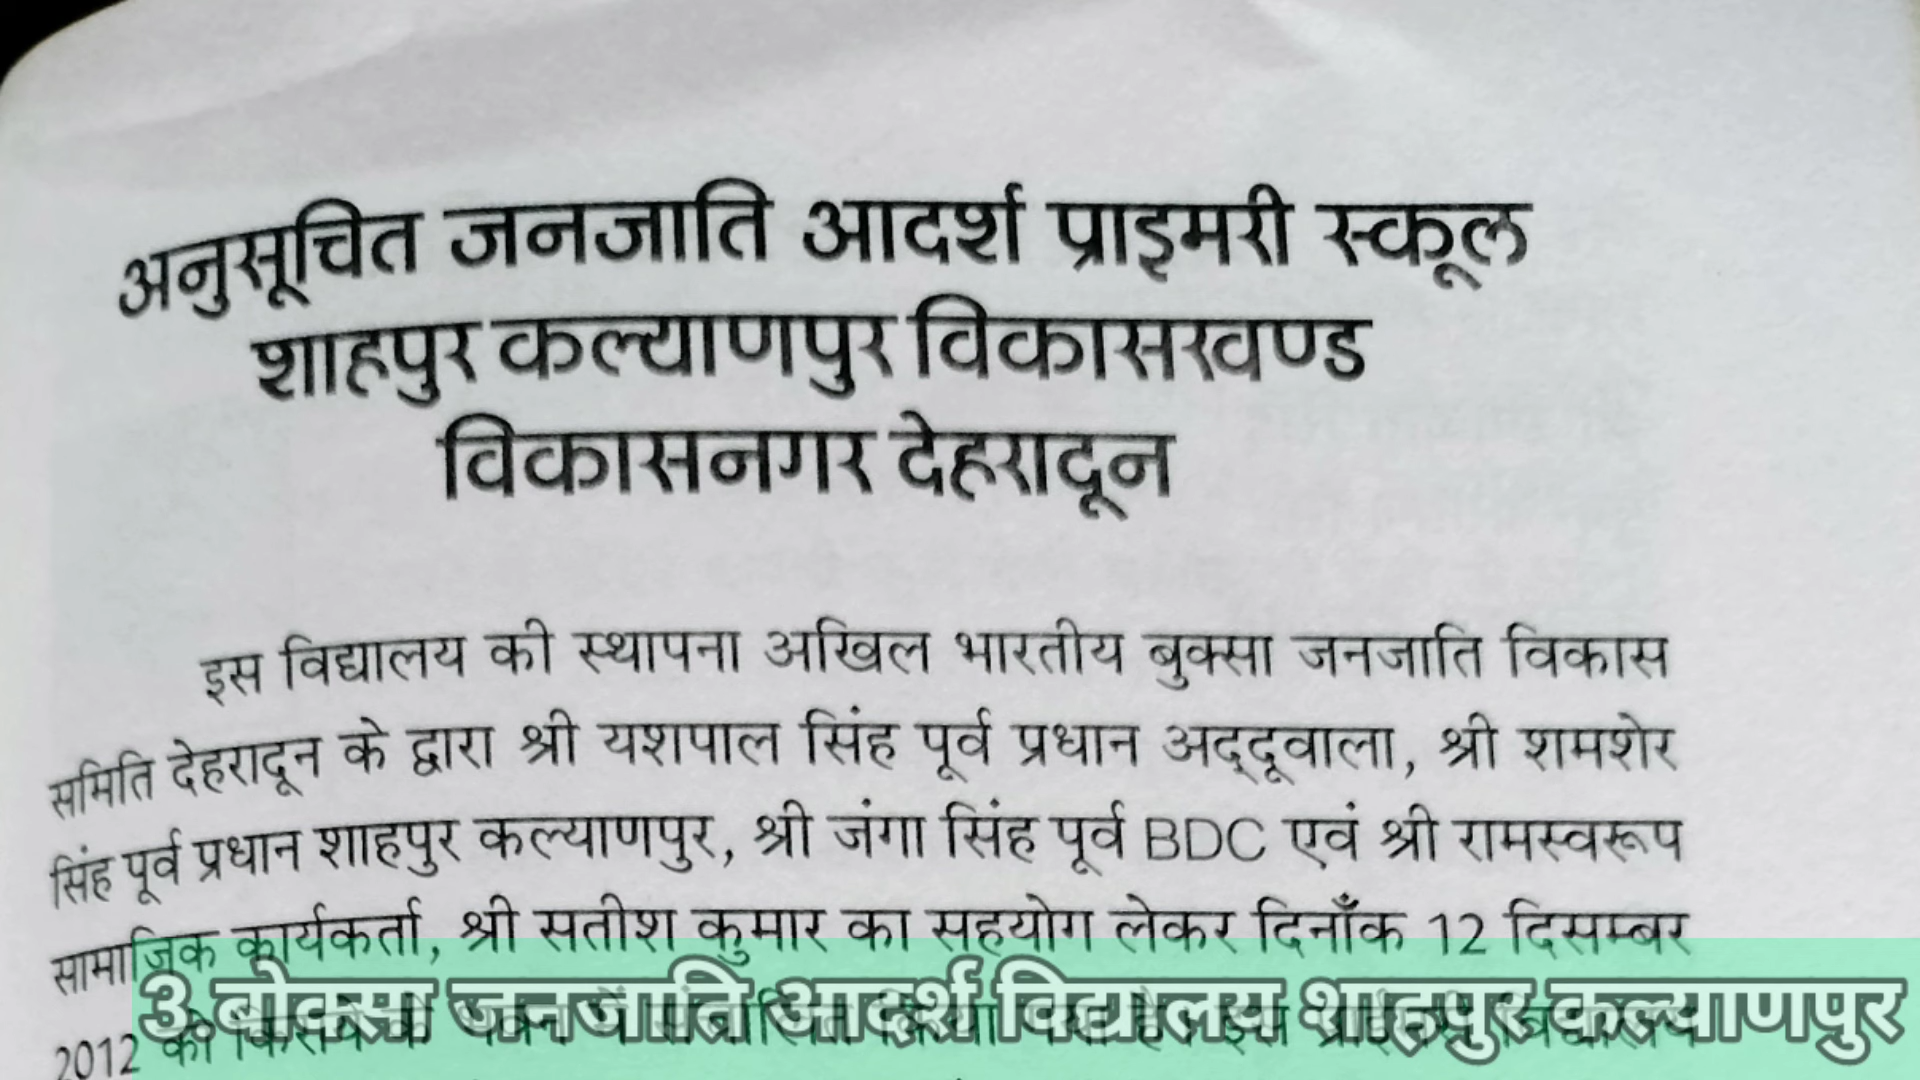 अनुसूचित जनजाति आदर्श प्राइमरी स्कूल
शाहपुर कल्याणपुर विकासखण्ड
विकासनगर देहरादून
इस विद्यालय की स्थापना अखिल भारतीय बुक्सा जनजाति विकास
समिति देहरादून के द्वारा श्री यशपाल सिंह पूर्व प्रधान अद्दूवाला, श्री शमशेर
सिंह पूर्व प्रधान शाहपुर कल्याणपुर, श्री जंगा सिंह पूर्व BDC एवं श्री रामस्वरूप
सामाजिक कार्यकर्ता, श्री सतीश कुमार का सहयोग लेकर दिनाँक 12 दिसम्बर
2012 को
3 बोक्सा जनजाति आदर्श विद्यालय शाहपुर कल्याणपुर